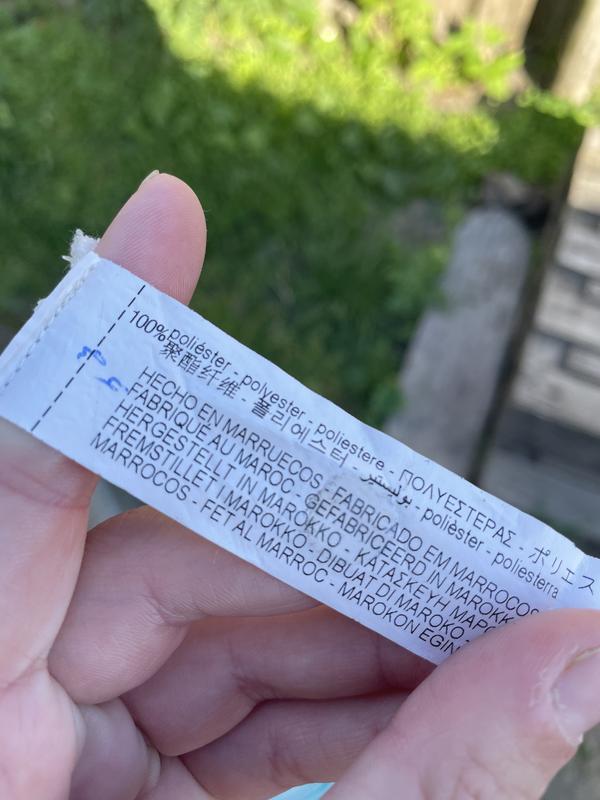 100% poliéster - polyester - poliestere - ΠΟΛΥΕΣΤΕΡΑΣ - ポリエス
聚酯纤维 - 폴리에스터 - بوليستر - polièster - poliesterra
HECHO EN MARRUECOS - FABRICADO EM MARROCOS
FABRIQUÉ AU MAROC - GEFABRICEERD IN MAROKK
HERGESTELLT IN MAROKKO - ΚΑΤΑΣΚΕΥΗ ΜΑΡΟ
FREMSTILLET I MAROKKO - DIBUAT DI MAROKO -
MARROCOS - FET AL MARROC - MAROKON EGIN